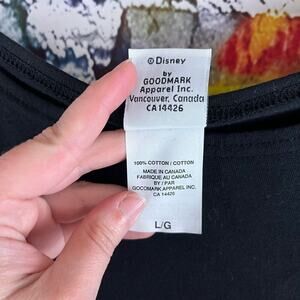 © Disney
by
GOODMARK
Apparel Inc.
Vancouver, Canada
CA14426
100% COTTON / COTTON
MADE IN CANADA
FABRIQUE AU CANADA
BY / PAR
GOODMARK APPAREL INC.
CA 14426
L/G